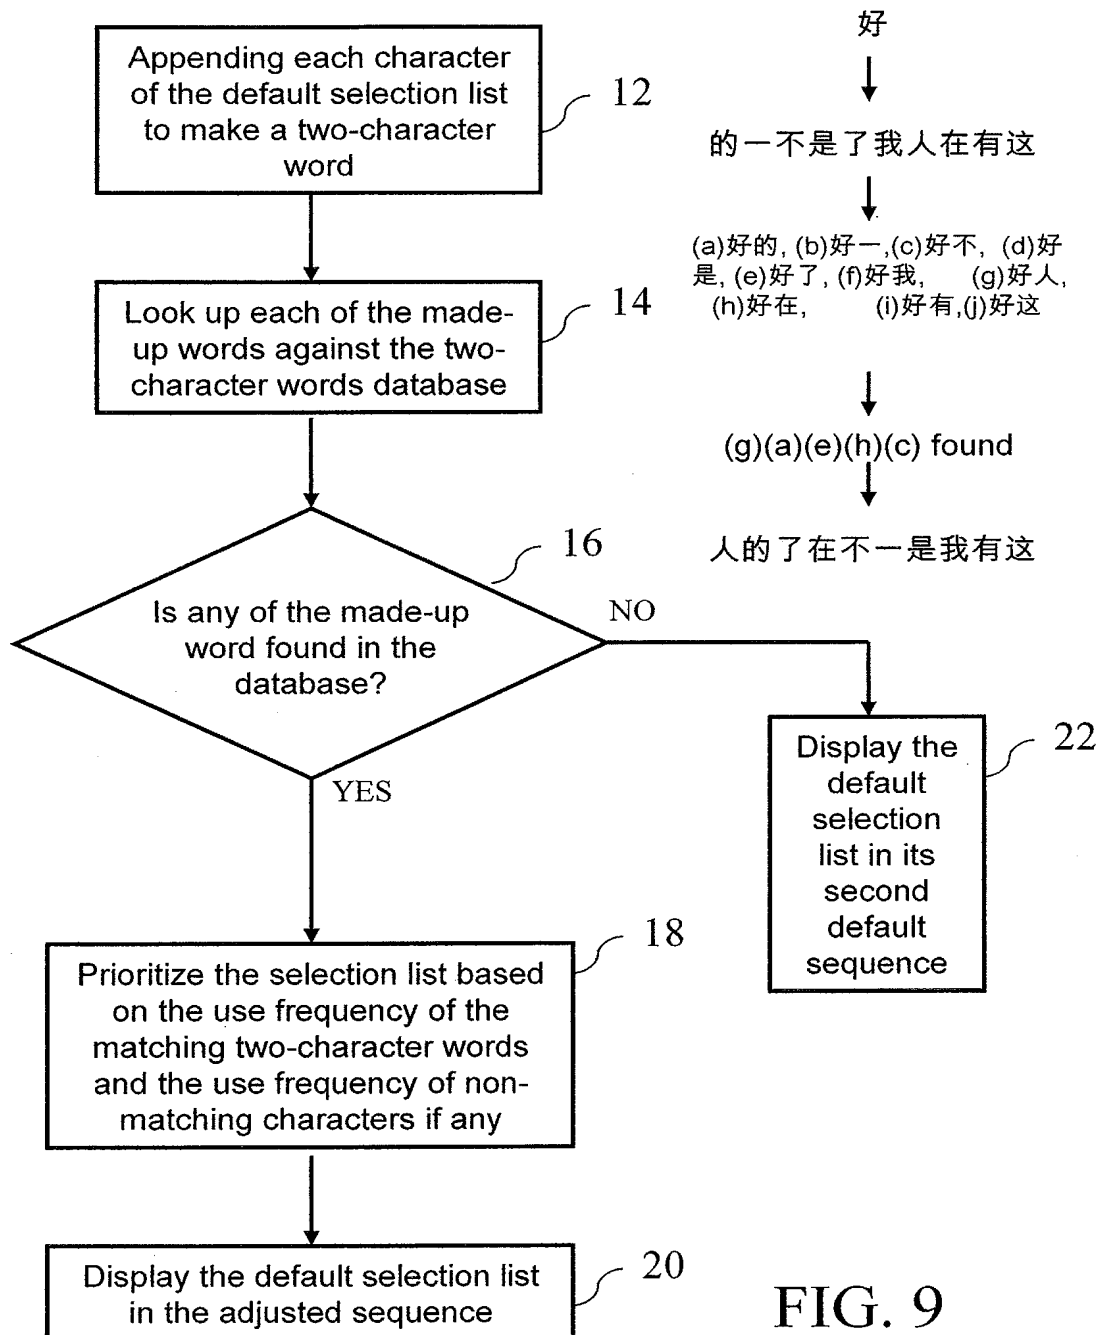 Appending each character
of the default selection list
to make a two-character
word
12
Look up each of the made-
up words against the two-
character words database
14
Is any of the made-up
word found in the
database?
16
NO
YES
Display the
default
selection
list in its
second
default
sequence
22
Prioritize the selection list based
on the use frequency of the
matching two-character words
and the use frequency of non-
matching characters if any
18
Display the default selection list
in the adjusted sequence
20
好
的一不是了我人在有这
(a)好的, (b)好一,(c)好不, (d)好
是, (e)好了, (f)好我, (g)好人,
(h)好在, (i)好有,(j)好这
(g)(a)(e)(h)(c) found
人的了在不一是我有这
FIG. 9